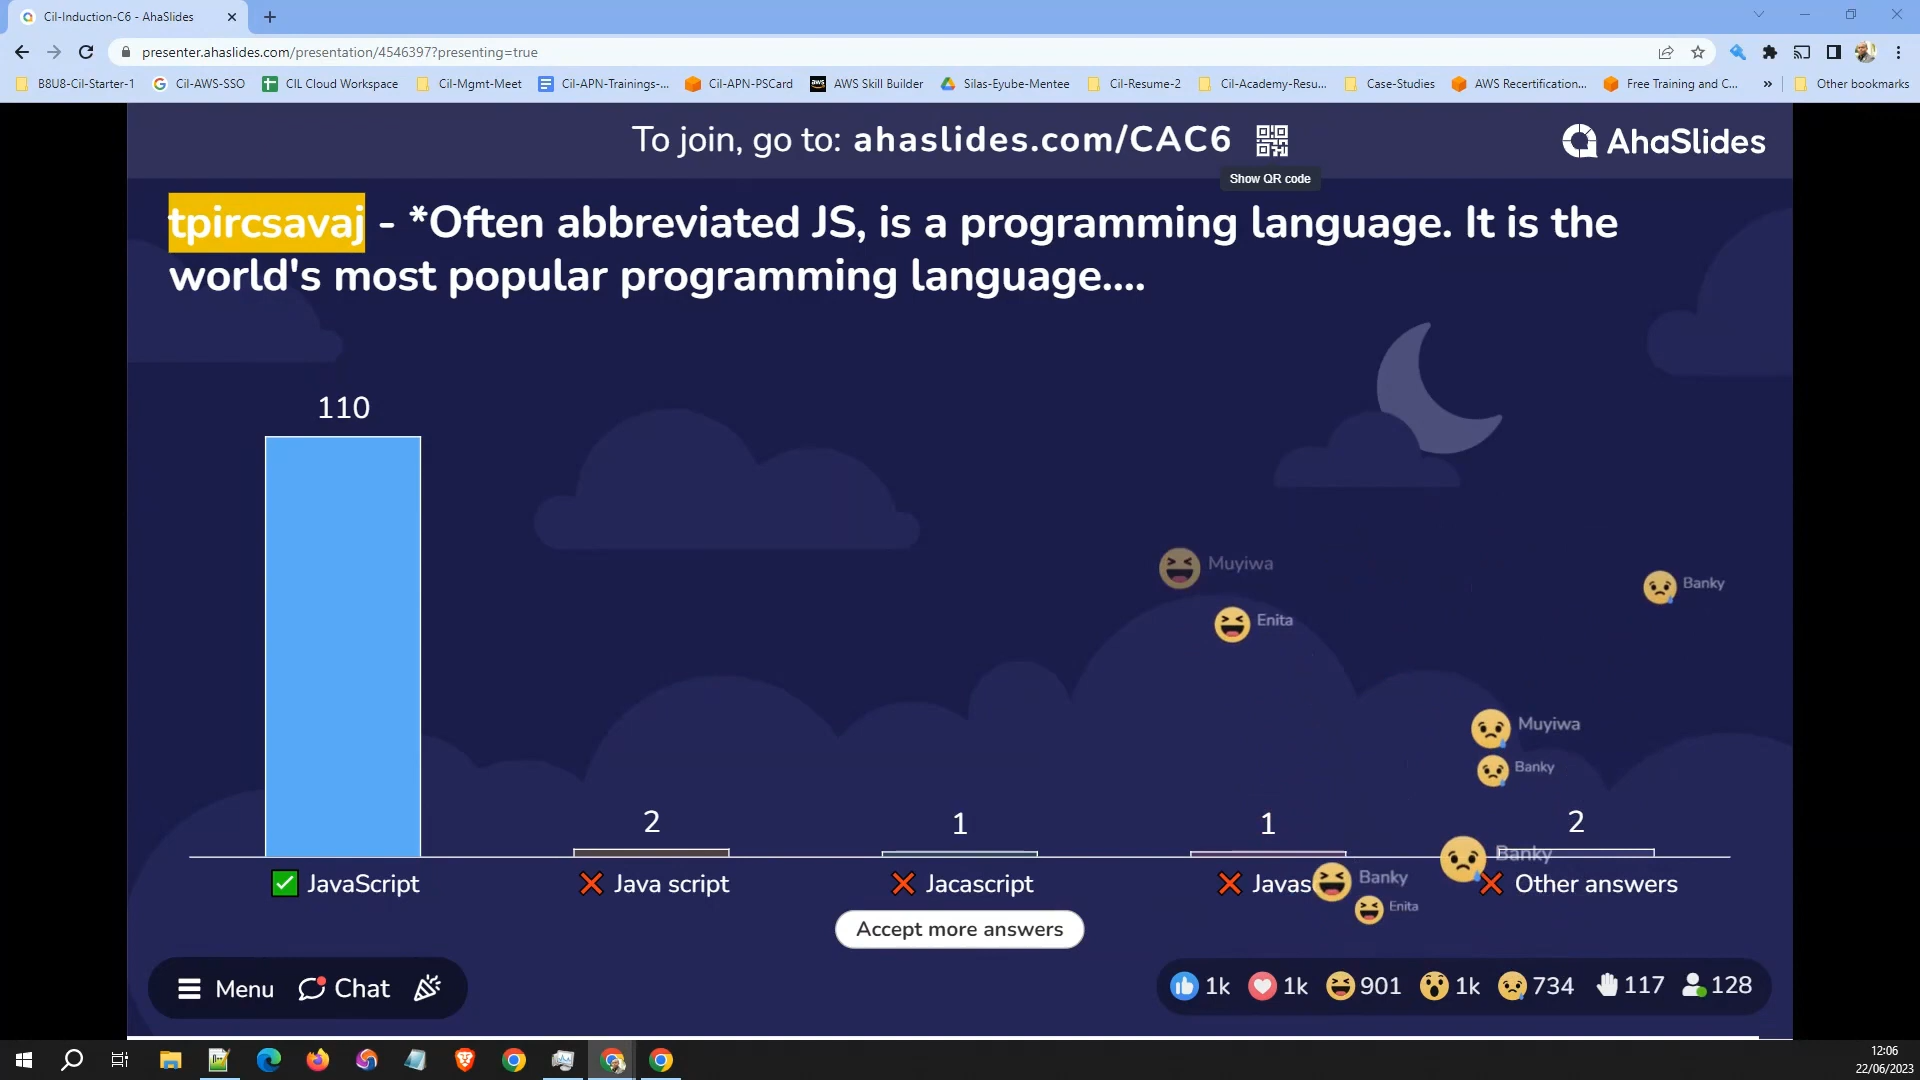 Cil-Induction-C6 - AhaSlides
presenter.ahaslides.com/presentation/4546397?presenting=true
B8U8-Cil-Starter-1 Cil-AWS-SSO CIL Cloud Workspace Cil-Mgmt-Meet Cil-APN-Trainings-... Cil-APN-PSCard AWS Skill Builder Silas-Eyube-Mentee Cil-Resume-2 Cil-Academy-Resu... Case-Studies AWS Recertification... Free Training and C... » Other bookmarks
To join, go to: ahaslides.com/CAC6
AhaSlides
Show QR code
tpircsavaj - *Often abbreviated JS, is a programming language. It is the
world's most popular programming language....
110
Muyiwa
Banky
Enita
Muyiwa
Banky
2 1 1 2
Banky
JavaScript Java script Jacascript Javas Other answers
Banky
Enita
Accept more answers
Menu Chat
1k 1k 901 1k 734 117 128
12:06
22/06/2023